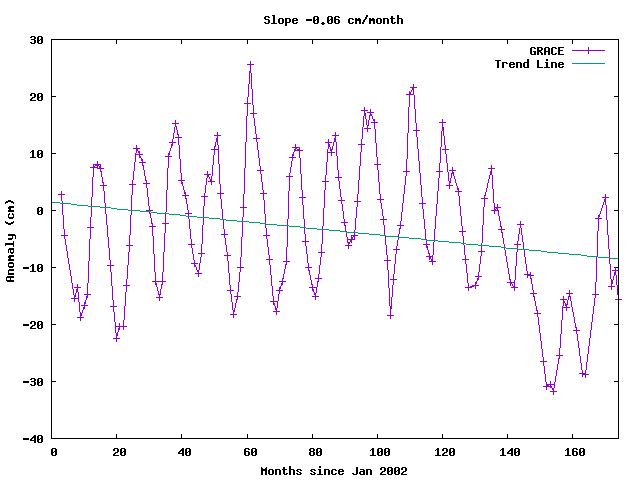 Slope -0.06 cm/month
30
20
10
0
-10
-20
-30
-40
Anomaly (cm)
GRACE
Trend Line
0 20 40 60 80 100 120 140 160
Months since Jan 2002